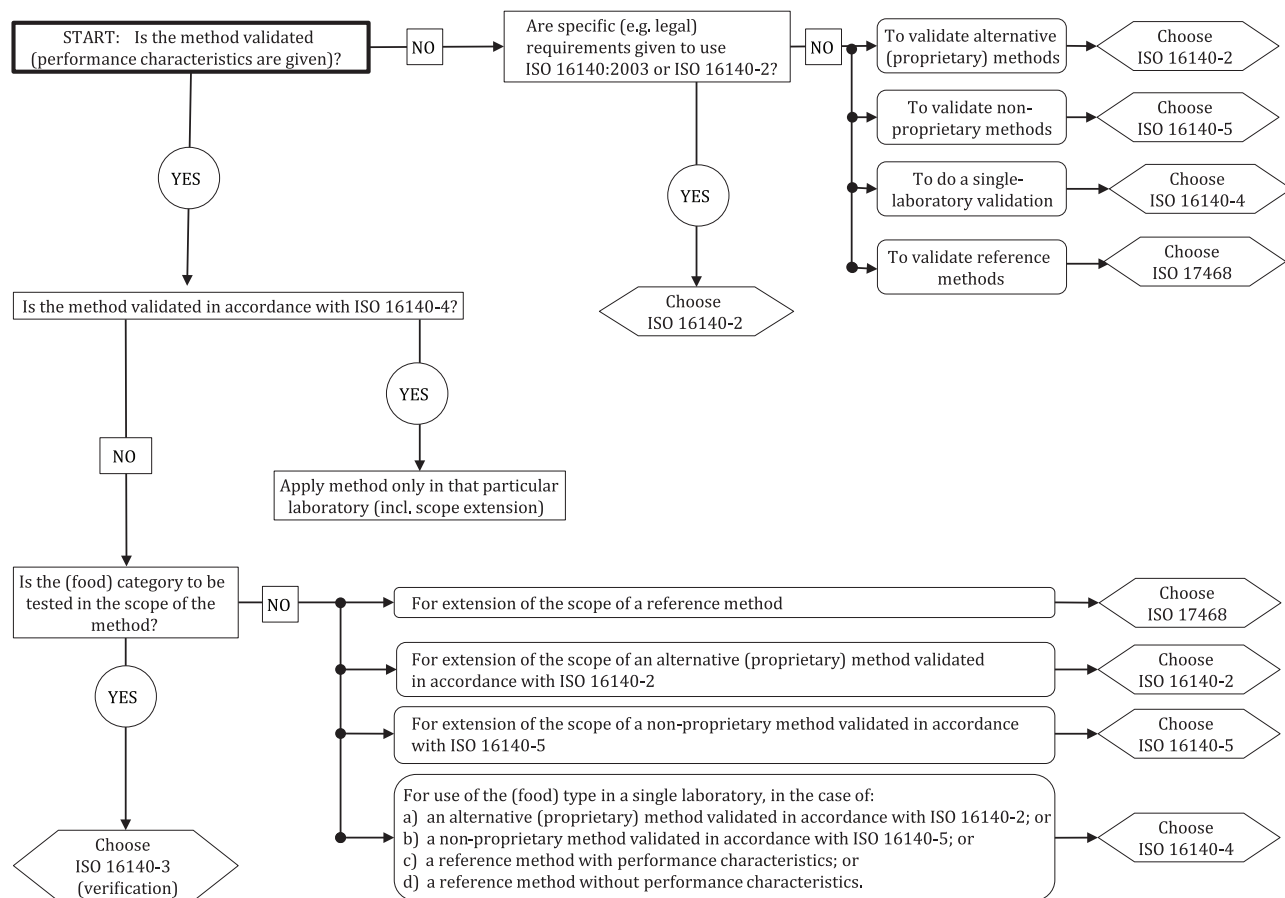 START: Is the method validated
(performance characteristics are given)?
NO
Are specific (e.g. legal)
requirements given to use
ISO 16140:2003 or ISO 16140-2?
NO
To validate alternative
(proprietary) methods
Choose
ISO 16140-2
To validate non-
proprietary methods
Choose
ISO 16140-5
To do a single-
laboratory validation
Choose
ISO 16140-4
To validate reference
methods
Choose
ISO 17468
YES
YES
Choose
ISO 16140-2
Is the method validated in accordance with ISO 16140-4?
YES
NO
Apply method only in that particular
laboratory (incl. scope extension)
Is the (food) category to be
tested in the scope of the
method?
NO
For extension of the scope of a reference method
Choose
ISO 17468
For extension of the scope of an alternative (proprietary) method validated
in accordance with ISO 16140-2
Choose
ISO 16140-2
For extension of the scope of a non-proprietary method validated in accordance
with ISO 16140-5
Choose
ISO 16140-5
For use of the (food) type in a single laboratory, in the case of:
a) an alternative (proprietary) method validated in accordance with ISO 16140-2; or
b) a non-proprietary method validated in accordance with ISO 16140-5; or
c) a reference method with performance characteristics; or
d) a reference method without performance characteristics.
Choose
ISO 16140-4
YES
Choose
ISO 16140-3
(verification)